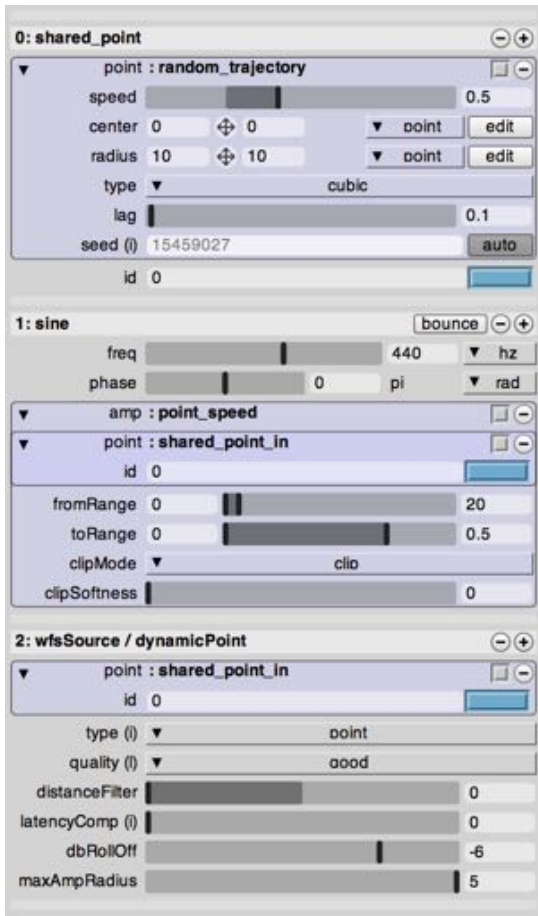 0: shared_point
point : random_trajectory
speed 0.5
center 0 0 point edit
radius 10 10 point edit
type cubic
lag 0.1
seed (i) 15459027 auto
id 0
1: sine bounce
freq 440 hz
phase 0 pi rad
amp : point_speed
point : shared_point_in
id 0
fromRange 0 20
toRange 0 0.5
clipMode clip
clipSoftness 0
2: wfsSource / dynamicPoint
point : shared_point_in
id 0
type (i) point
quality (i) good
distanceFilter 0
latencyComp (i) 0
dbRollOff -6
maxAmpRadius 5